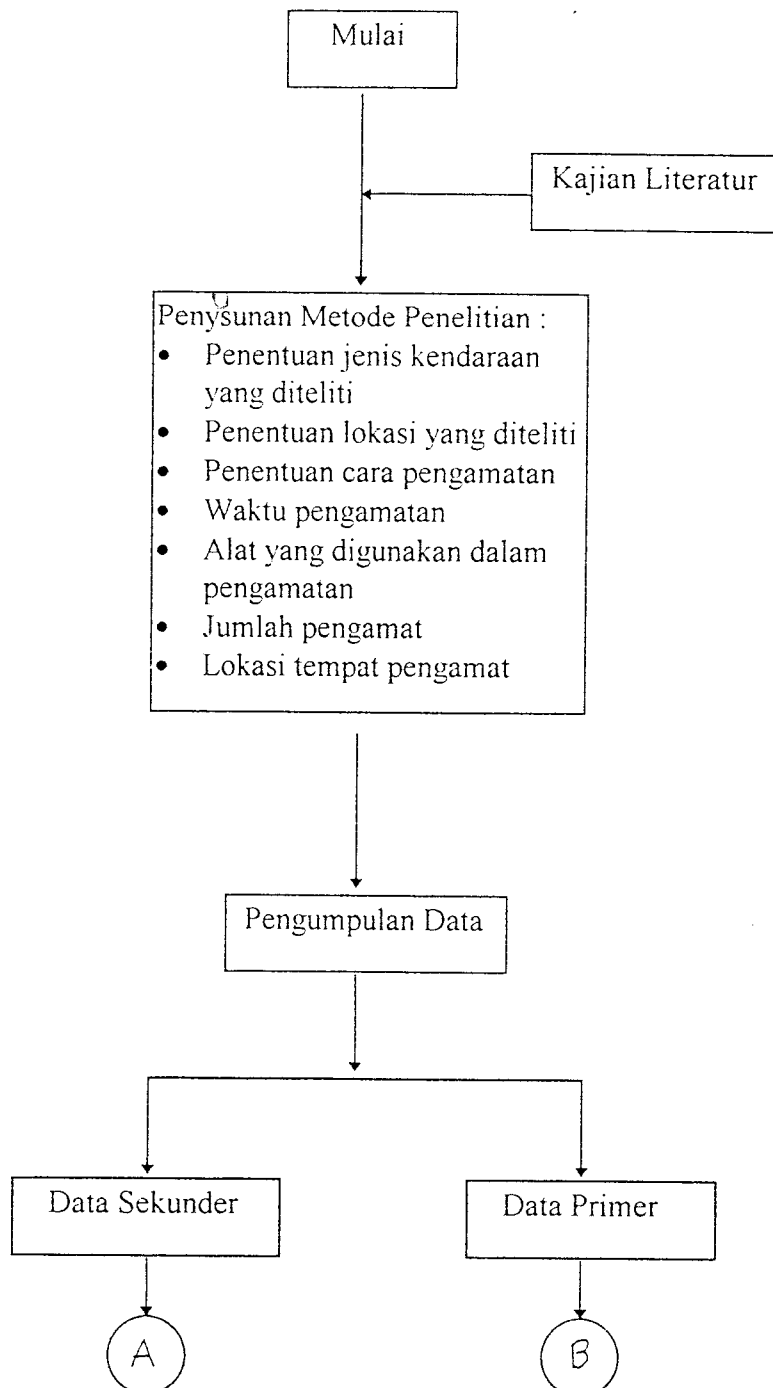 Mulai
Kajian Literatur
Penysunan Metode Penelitian :
• Penentuan jenis kendaraan
yang diteliti
• Penentuan lokasi yang diteliti
• Penentuan cara pengamatan
• Waktu pengamatan
• Alat yang digunakan dalam
pengamatan
• Jumlah pengamat
• Lokasi tempat pengamat
Pengumpulan Data
Data Sekunder
Data Primer
A
B